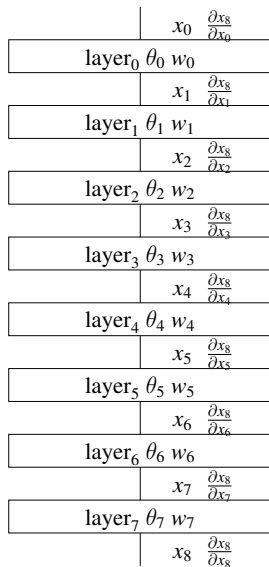 x₀ ∂x₈/∂x₀
layer₀ θ₀ w₀
x₁ ∂x₈/∂x₁
layer₁ θ₁ w₁
x₂ ∂x₈/∂x₂
layer₂ θ₂ w₂
x₃ ∂x₈/∂x₃
layer₃ θ₃ w₃
x₄ ∂x₈/∂x₄
layer₄ θ₄ w₄
x₅ ∂x₈/∂x₅
layer₅ θ₅ w₅
x₆ ∂x₈/∂x₆
layer₆ θ₆ w₆
x₇ ∂x₈/∂x₇
layer₇ θ₇ w₇
x₈ ∂x₈/∂x₈